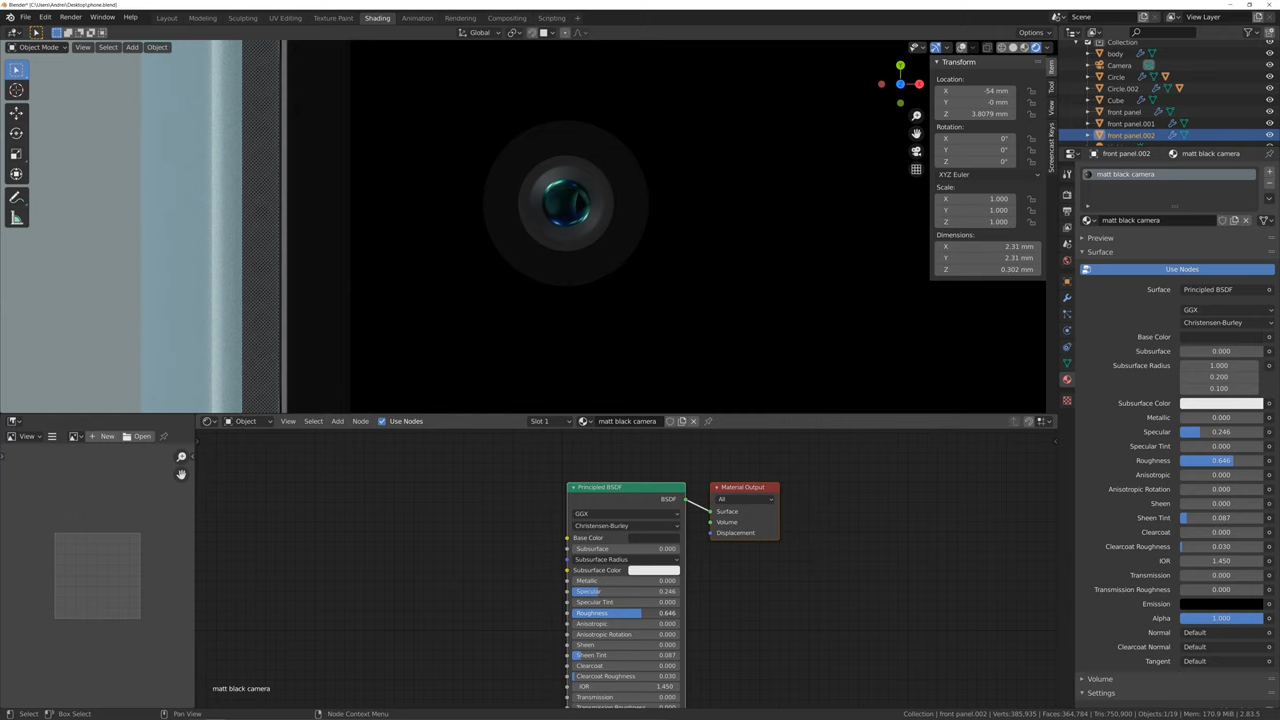 Blender* [C:\Users\Andrei\Desktop\phone.blend]
File Edit Render Window Help
Layout Modeling Sculpting UV Editing Texture Paint Shading Animation Rendering Compositing Scripting
Scene View Layer
Global Options
Object Mode View Select Add Object
Transform
Location:
X -54 mm
Y -0 mm
Z 3.8079 mm
Rotation:
X 0°
Y 0°
Z 0°
XYZ Euler
Scale:
X 1.000
Y 1.000
Z 1.000
Dimensions:
X 2.31 mm
Y 2.31 mm
Z 0.302 mm
Item
Tool
View
Screencast Keys
Y
X
Collection
body
Camera
Circle
Circle.002
Cube
front panel
front panel.001
front panel.002
front panel.002 matt black camera
matt black camera
matt black camera
Preview
Surface
Use Nodes
Surface Principled BSDF
GGX
Christensen-Burley
Base Color
Subsurface 0.000
Subsurface Radius 1.000
0.200
0.100
Subsurface Color
Metallic 0.000
Specular 0.246
Specular Tint 0.000
Roughness 0.646
Anisotropic 0.000
Anisotropic Rotation 0.000
Sheen 0.000
Sheen Tint 0.087
Clearcoat 0.000
Clearcoat Roughness 0.030
IOR 1.450
Transmission 0.000
Transmission Roughness 0.000
Emission
Alpha 1.000
Normal Default
Clearcoat Normal Default
Tangent Default
Volume
Settings
Object View Select Add Node Use Nodes Slot 1 matt black camera
View New Open
Principled BSDF
BSDF
GGX
Christensen-Burley
Base Color
Subsurface 0.000
Subsurface Radius
Subsurface Color
Metallic 0.000
Specular 0.246
Specular Tint 0.000
Roughness 0.646
Anisotropic 0.000
Anisotropic Rotation 0.000
Sheen 0.000
Sheen Tint 0.087
Clearcoat 0.000
Clearcoat Roughness 0.030
IOR 1.450
Transmission 0.000
Material Output
All
Surface
Volume
Displacement
matt black camera
Select Box Select Pan View Node Context Menu
Collection | front panel.002 | Verts:385,935 | Faces:364,784 | Tris:750,900 | Objects:1/19 | Mem: 170.9 MiB | 2.83.5